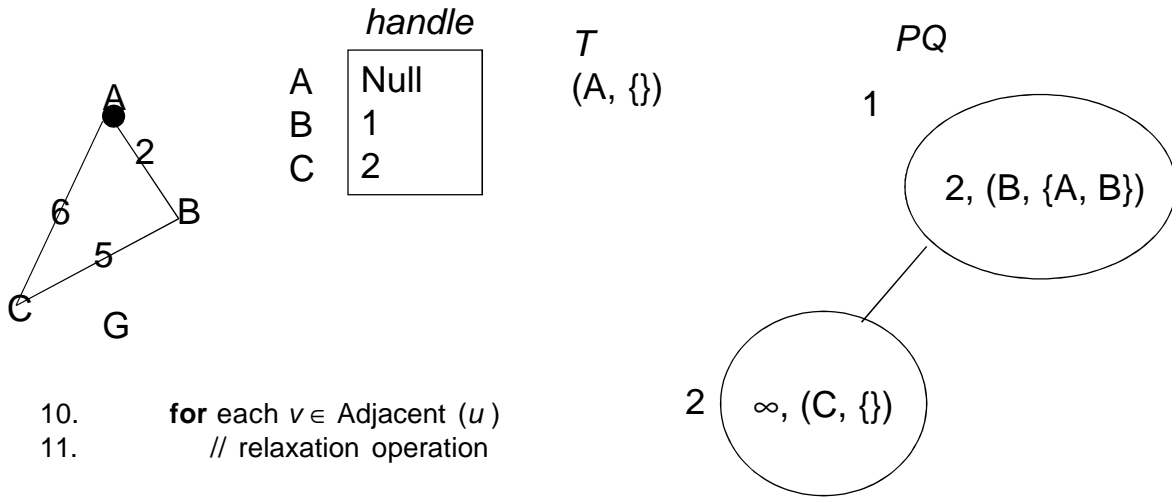 handle
T
PQ
A
2
6
B
5
C
G
A Null
B 1
C 2
(A, {})
1
2, (B, {A, B})
2
∞, (C, {})
10. for each v ∈ Adjacent (u )
11. // relaxation operation